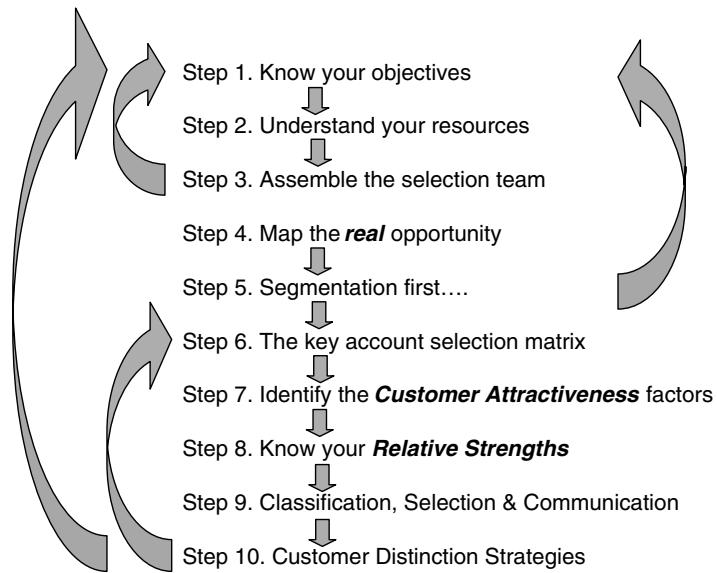 Step 1. Know your objectives
Step 2. Understand your resources
Step 3. Assemble the selection team
Step 4. Map the real opportunity
Step 5. Segmentation first....
Step 6. The key account selection matrix
Step 7. Identify the Customer Attractiveness factors
Step 8. Know your Relative Strengths
Step 9. Classification, Selection & Communication
Step 10. Customer Distinction Strategies